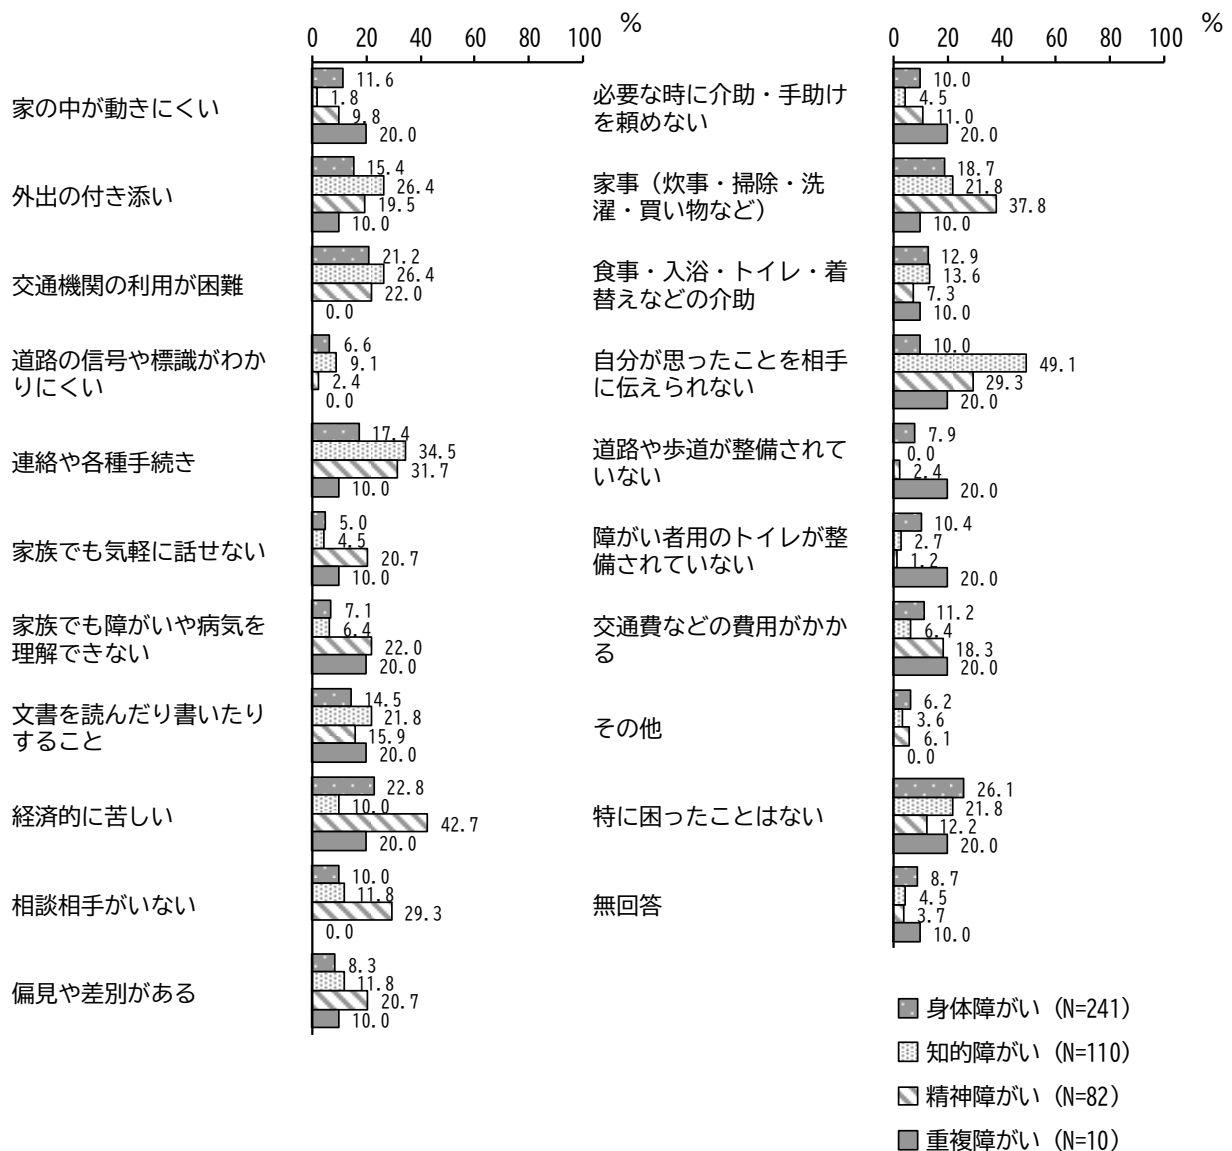 %
0 20 40 60 80 100
家の中が動きにくい
11.6
1.8
9.8
20.0
外出の付き添い
15.4
26.4
19.5
10.0
交通機関の利用が困難
21.2
26.4
22.0
0.0
道路の信号や標識がわか
りにくい
6.6
9.1
2.4
0.0
連絡や各種手続き
17.4
34.5
31.7
10.0
家族でも気軽に話せない
5.0
4.5
20.7
10.0
家族でも障がいや病気を
理解できない
7.1
6.4
22.0
20.0
文書を読んだり書いたり
すること
14.5
21.8
15.9
20.0
経済的に苦しい
22.8
10.0
42.7
20.0
相談相手がいない
10.0
11.8
29.3
0.0
偏見や差別がある
8.3
11.8
20.7
10.0
%
0 20 40 60 80 100
必要な時に介助・手助け
を頼めない
10.0
4.5
11.0
20.0
家事（炊事・掃除・洗
濯・買い物など）
18.7
21.8
37.8
10.0
食事・入浴・トイレ・着
替えなどの介助
12.9
13.6
7.3
10.0
自分が思ったことを相手
に伝えられない
10.0
49.1
29.3
20.0
道路や歩道が整備されて
いない
7.9
0.0
2.4
20.0
障がい者用のトイレが整
備されていない
10.4
2.7
1.2
20.0
交通費などの費用がかか
る
11.2
6.4
18.3
20.0
その他
6.2
3.6
6.1
0.0
特に困ったことはない
26.1
21.8
12.2
20.0
無回答
8.7
4.5
3.7
10.0
身体障がい（N=241）
知的障がい（N=110）
精神障がい（N=82）
重複障がい（N=10）